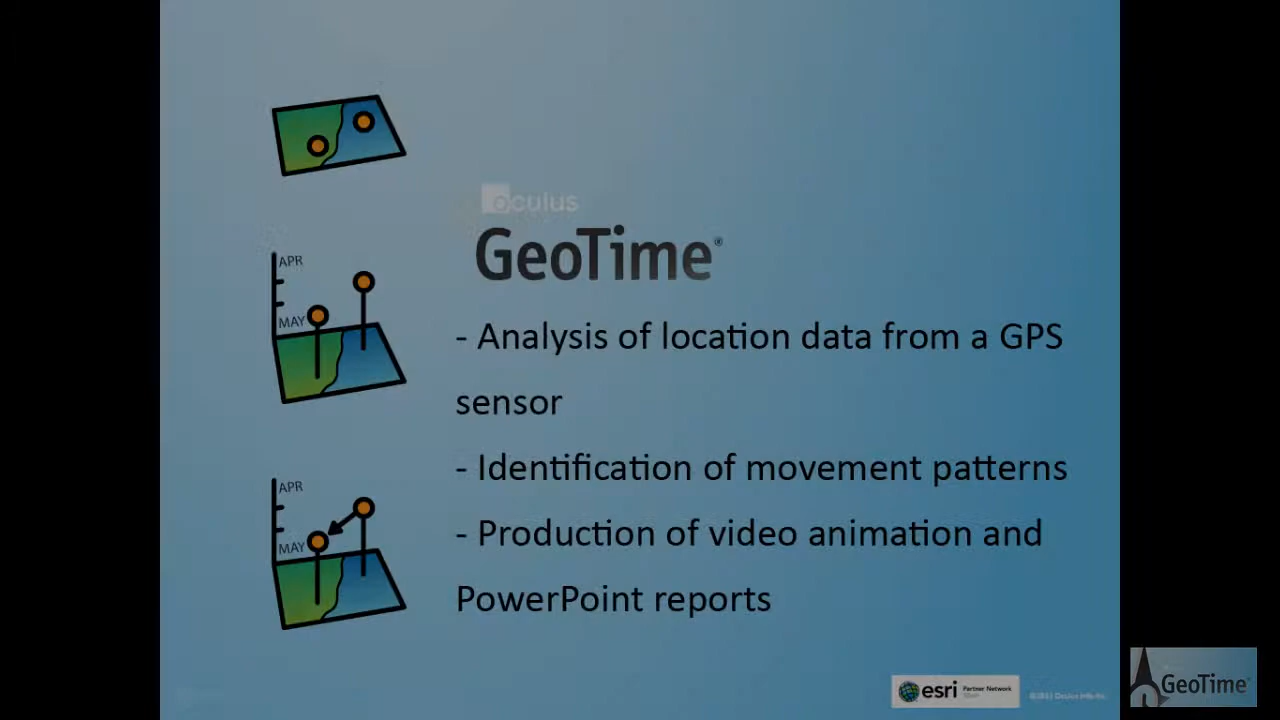 oculus
GeoTime®
APR
MAY
- Analysis of location data from a GPS
sensor
- Identification of movement patterns
APR
MAY
- Production of video animation and
PowerPoint reports
esri Partner Network
GeoTime®